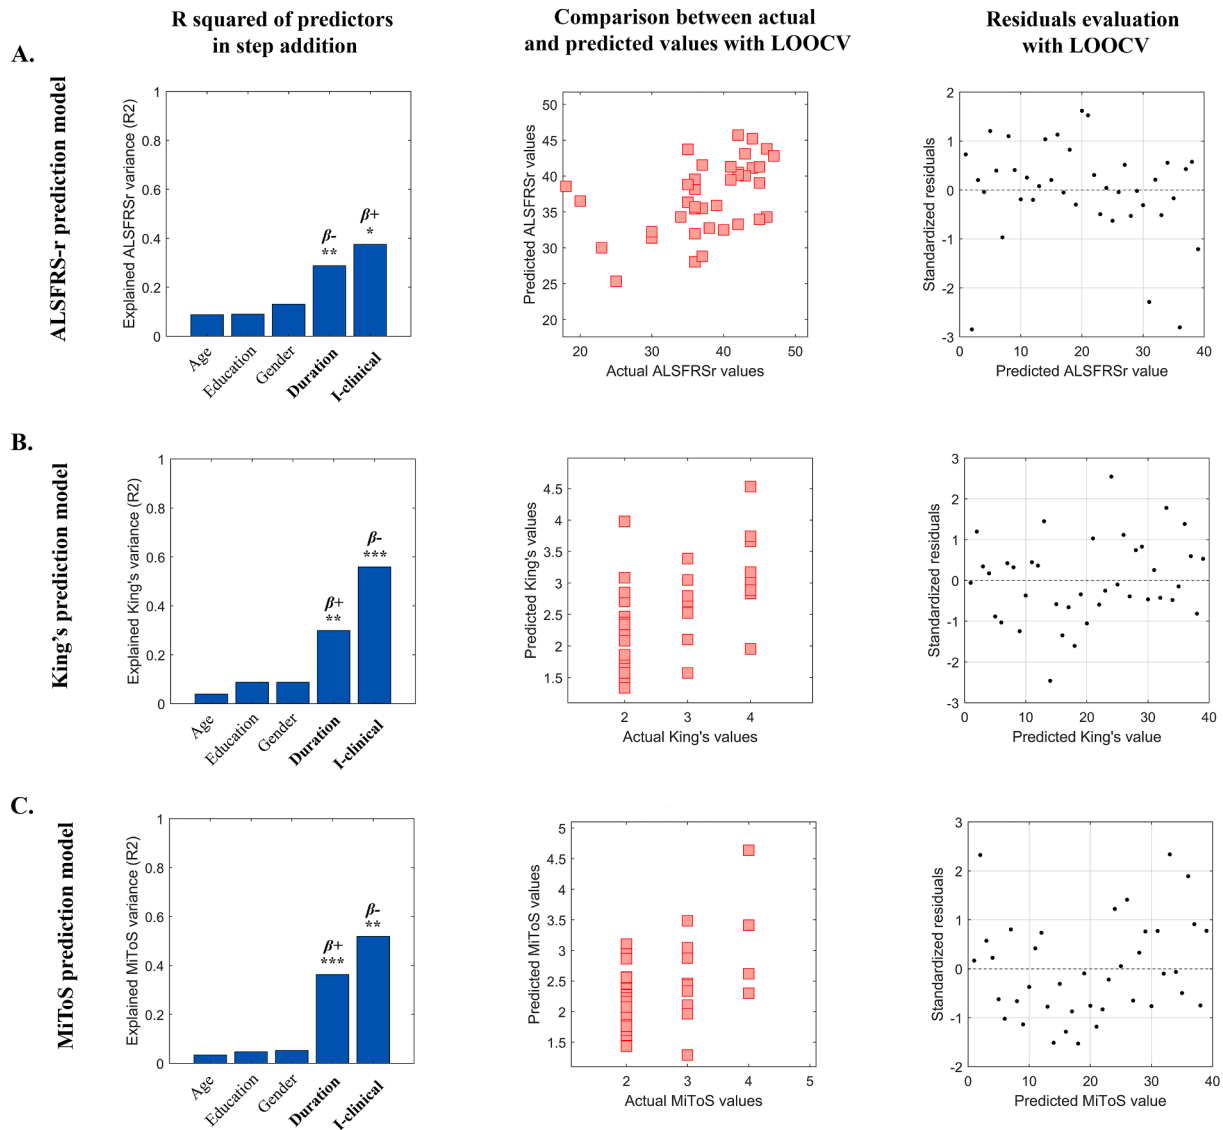 R squared of predictors
in step addition
Comparison between actual
and predicted values with LOOCV
Residuals evaluation
with LOOCV
A.
ALSFRS-r prediction model
Explained ALSFRSr variance (R2)
1
0.8
0.6
0.4
0.2
0
β-
**
β+
*
Age
Education
Gender
Duration
I-clinical
Predicted ALSFRSr values
50
45
40
35
30
25
20
20
30
40
50
Actual ALSFRSr values
Standardized residuals
2
1
0
-1
-2
-3
0
10
20
30
40
Predicted ALSFRSr value
B.
King's prediction model
Explained King's variance (R2)
1
0.8
0.6
0.4
0.2
0
β+
**
β-
***
Age
Education
Gender
Duration
I-clinical
Predicted King's values
4.5
4
3.5
3
2.5
2
1.5
2
3
4
Actual King's values
Standardized residuals
3
2
1
0
-1
-2
-3
0
10
20
30
40
Predicted King's value
C.
MiToS prediction model
Explained MiToS variance (R2)
1
0.8
0.6
0.4
0.2
0
β+
***
β-
**
Age
Education
Gender
Duration
I-clinical
Predicted MiToS values
5
4.5
4
3.5
3
2.5
2
1.5
2
3
4
5
Actual MiToS values
Standardized residuals
3
2
1
0
-1
-2
0
10
20
30
40
Predicted MiToS value